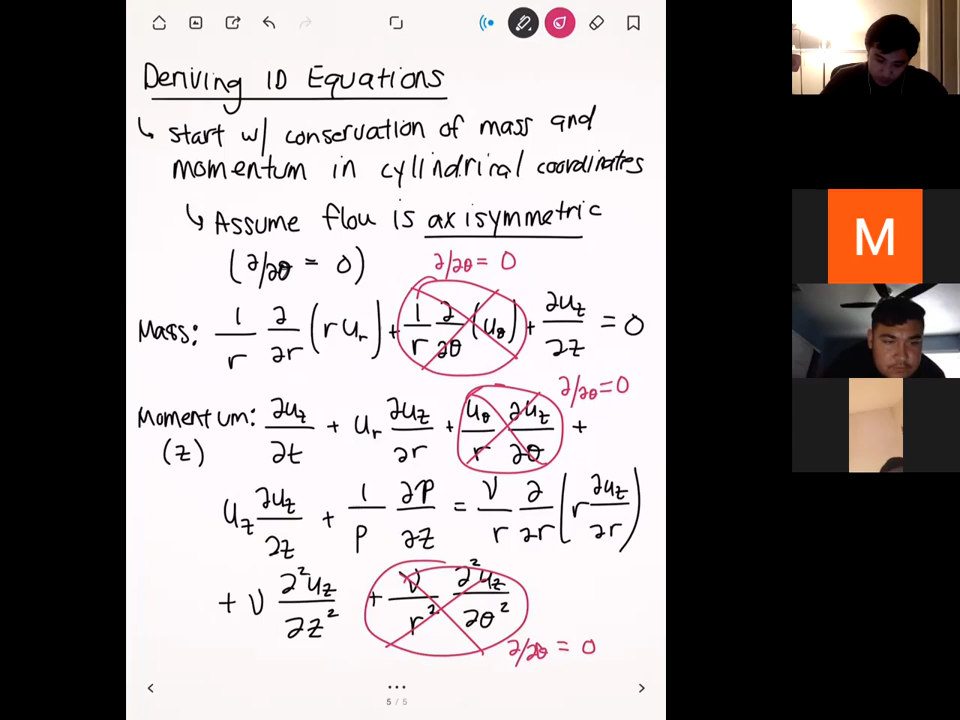 Deriving 1D Equations
↳ start w/ conservation of mass and
momentum in cylindrical coordinates
↳ Assume flow is axisymmetric
(∂/∂θ = 0) ∂/∂θ = 0
Mass: 1/r ∂/∂r (r u_r) + 1/r ∂/∂θ (u_θ) + ∂u_z/∂z = 0
∂/∂θ = 0
Momentum: ∂u_z/∂t + u_r ∂u_z/∂r + u_θ/r ∂u_z/∂θ +
(z)
u_z ∂u_z/∂z + 1/ρ ∂P/∂z = ν/r ∂/∂r (r ∂u_z/∂r)
+ ν ∂²u_z/∂z² + ν/r² ∂²u_z/∂θ²
∂/∂θ = 0
5 / 5
M